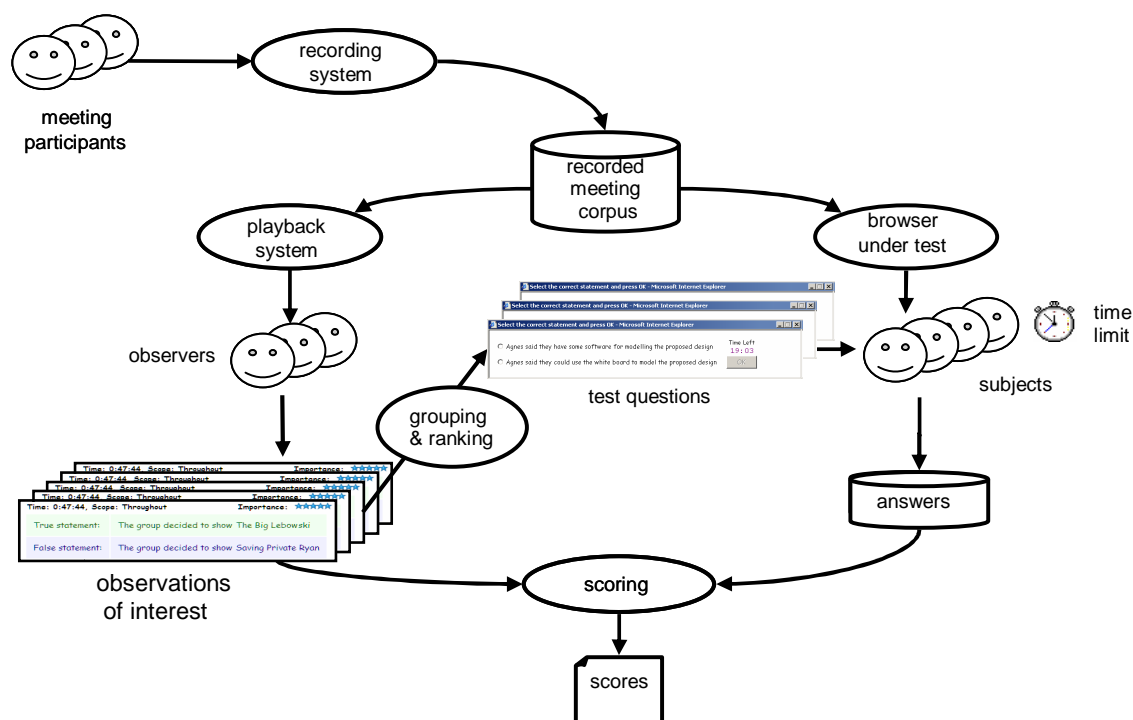 recording
system
meeting
participants
recorded
meeting
corpus
playback
system
browser
under test
observers
Select the correct statement and press OK - Microsoft Internet Explorer
Select the correct statement and press OK - Microsoft Internet Explorer
Select the correct statement and press OK - Microsoft Internet Explorer
Agnes said they have some software for modelling the proposed design
Agnes said they could use the white board to model the proposed design
Time Left
19:03
OK
test questions
time
limit
subjects
grouping
& ranking
Time: 0:47:44, Scope: Throughout Importance:
Time: 0:47:44, Scope: Throughout Importance:
Time: 0:47:44, Scope: Throughout Importance:
Time: 0:47:44, Scope: Throughout Importance:
True statement: The group decided to show The Big Lebowski
False statement: The group decided to show Saving Private Ryan
observations
of interest
answers
scoring
scores